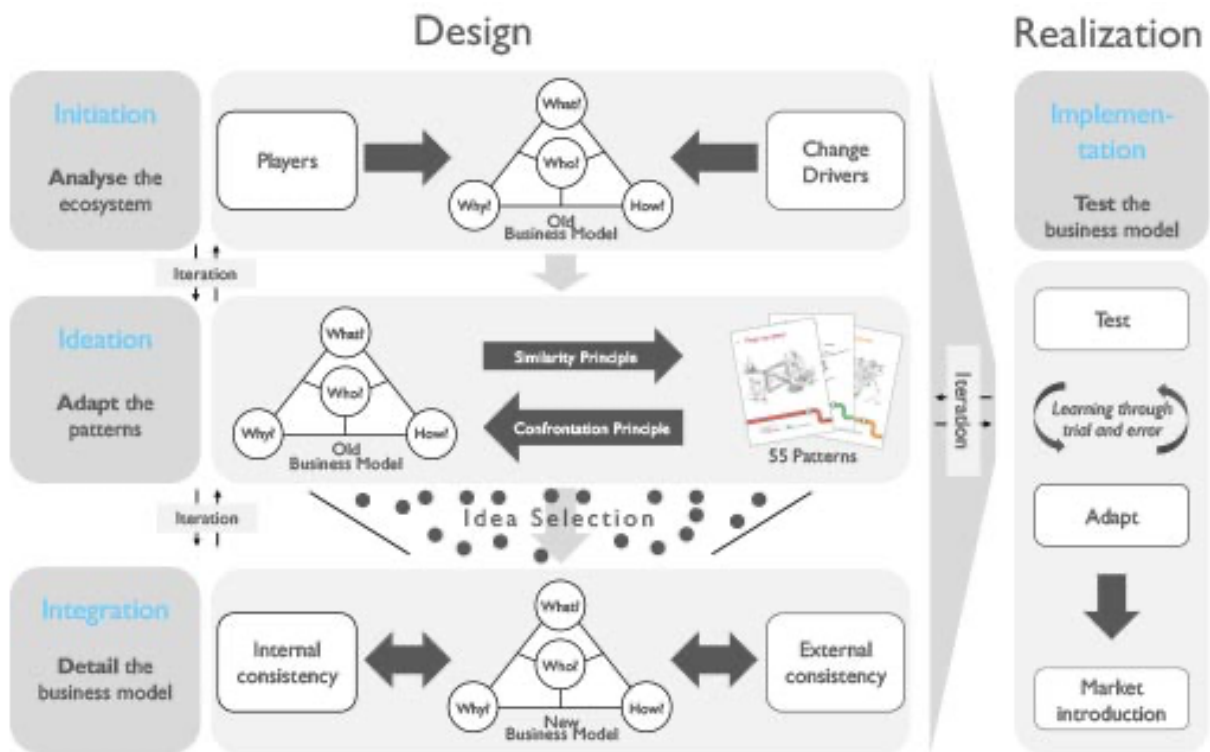 Design
Realization
Initiation
Analyse the
ecosystem
Players
What?
Who?
Why?
How?
Old
Business Model
Change
Drivers
Iteration
Ideation
Adapt the
patterns
What?
Who?
Why?
How?
Old
Business Model
Similarity Principle
Confrontation Principle
55 Patterns
Iteration
Idea Selection
Integration
Detail the
business model
Internal
consistency
What?
Who?
Why?
How?
New
Business Model
External
consistency
Iteration
Implemen-
tation
Test the
business model
Test
Learning through
trial and error
Adapt
Market
introduction